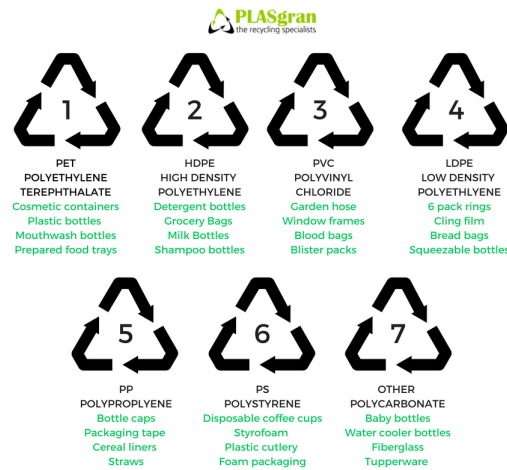 PLASgran
the recycling specialists
1
PET
POLYETHYLENE
TEREPHTHALATE
Cosmetic containers
Plastic bottles
Mouthwash bottles
Prepared food trays
2
HDPE
HIGH DENSITY
POLYETHYLENE
Detergent bottles
Grocery Bags
Milk Bottles
Shampoo bottles
3
PVC
POLYVINYL
CHLORIDE
Garden hose
Window frames
Blood bags
Blister packs
4
LDPE
LOW DENSITY
POLYETHLYENE
6 pack rings
Cling film
Bread bags
Squeezable bottles
5
PP
POLYPROPLYENE
Bottle caps
Packaging tape
Cereal liners
Straws
6
PS
POLYSTYRENE
Disposable coffee cups
Styrofoam
Plastic cutlery
Foam packaging
7
OTHER
POLYCARBONATE
Baby bottles
Water cooler bottles
Fiberglass
Tupperware